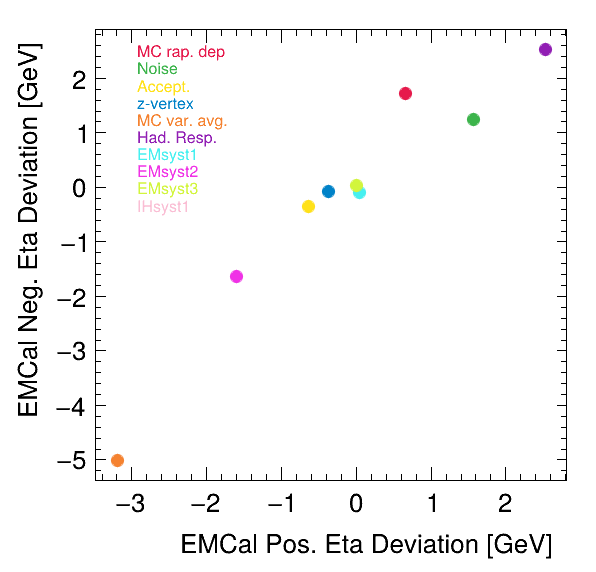 MC rap. dep
Noise
Accept.
z-vertex
MC var. avg.
Had. Resp.
EMsyst1
EMsyst2
EMsyst3
IHsyst1
EMCal Neg. Eta Deviation [GeV]
2
1
0
−1
−2
−3
−4
−5
−3 −2 −1 0 1 2
EMCal Pos. Eta Deviation [GeV]